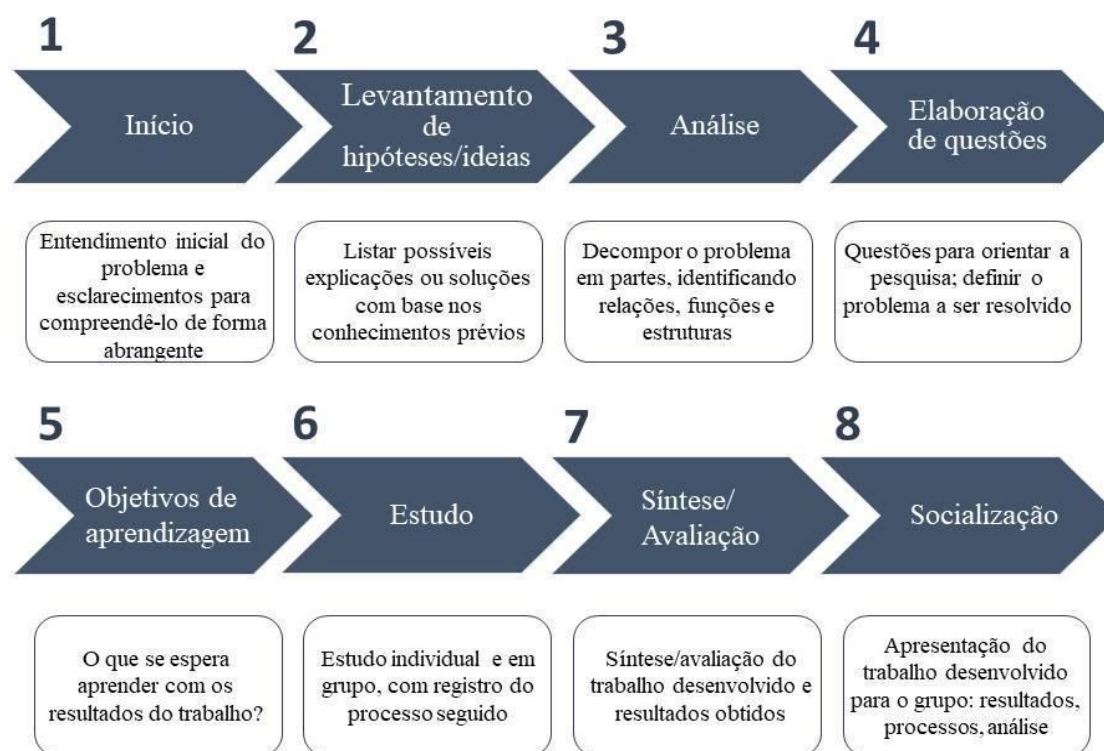 1
2
3
4
Início
Levantamento
de
hipóteses/ideias
Análise
Elaboração
de questões
Entendimento inicial do
problema e
esclarecimentos para
compreendê-lo de forma
abrangente
Listar possíveis
explicações ou soluções
com base nos
conhecimentos prévios
Decompor o problema
em partes, identificando
relações, funções e
estruturas
Questões para orientar a
pesquisa; definir o
problema a ser resolvido
5
6
7
8
Objetivos de
aprendizagem
Estudo
Síntese/
Avaliação
Socialização
O que se espera
aprender com os
resultados do trabalho?
Estudo individual e em
grupo, com registro do
processo seguido
Síntese/avaliação do
trabalho desenvolvido e
resultados obtidos
Apresentação do
trabalho desenvolvido
para o grupo: resultados,
processos, análise